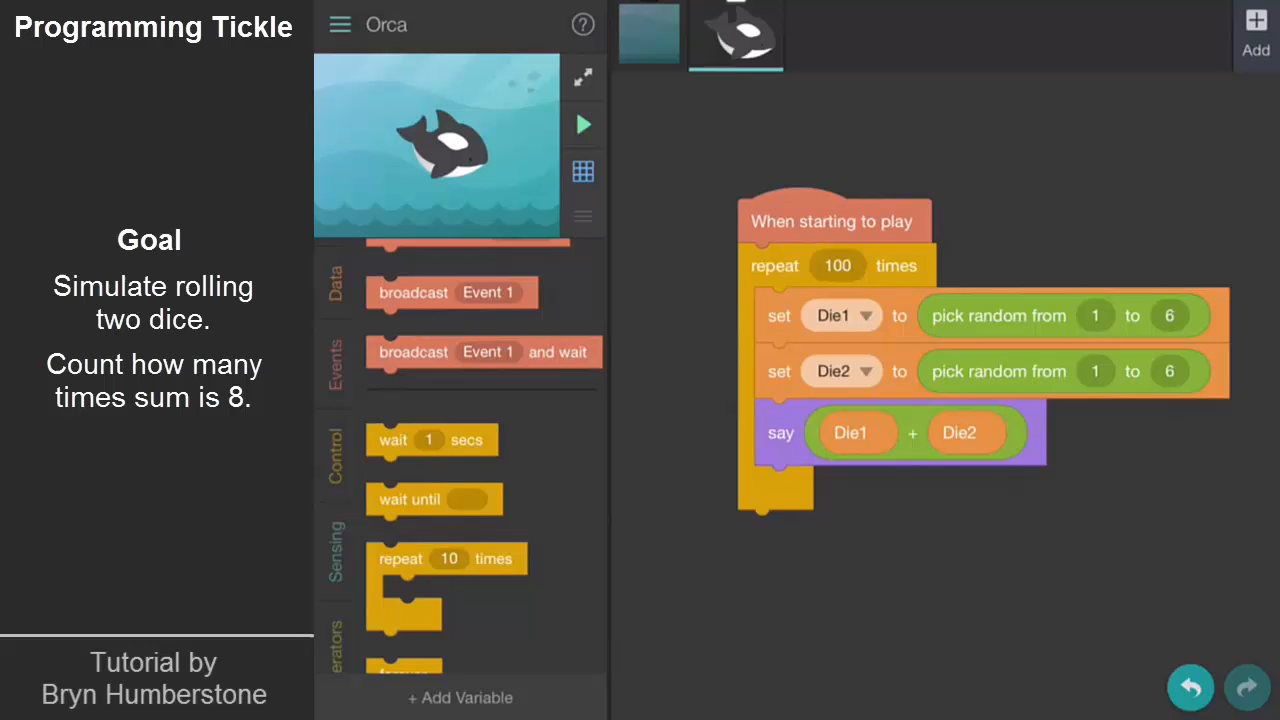 Programming Tickle
Goal
Simulate rolling
two dice.
Count how many
times sum is 8.
Tutorial by
Bryn Humberstone
Orca
?
Data
Events
Control
Sensing
erators
broadcast Event 1
broadcast Event 1 and wait
wait 1 secs
wait until
repeat 10 times
+ Add Variable
Add
When starting to play
repeat 100 times
set Die1 to pick random from 1 to 6
set Die2 to pick random from 1 to 6
say Die1 + Die2